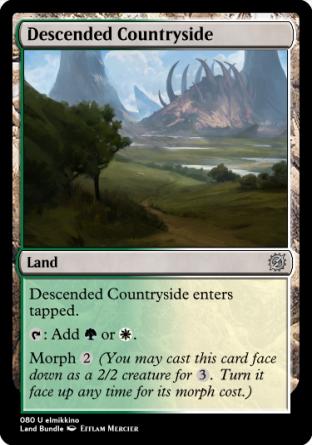 Descended Countryside
Land
Descended Countryside enters
tapped.
: Add or .
Morph 2 (You may cast this card face
down as a 2/2 creature for 3. Turn it
face up any time for its morph cost.)
080 U elmikkino
Land Bundle Efflam Mercier